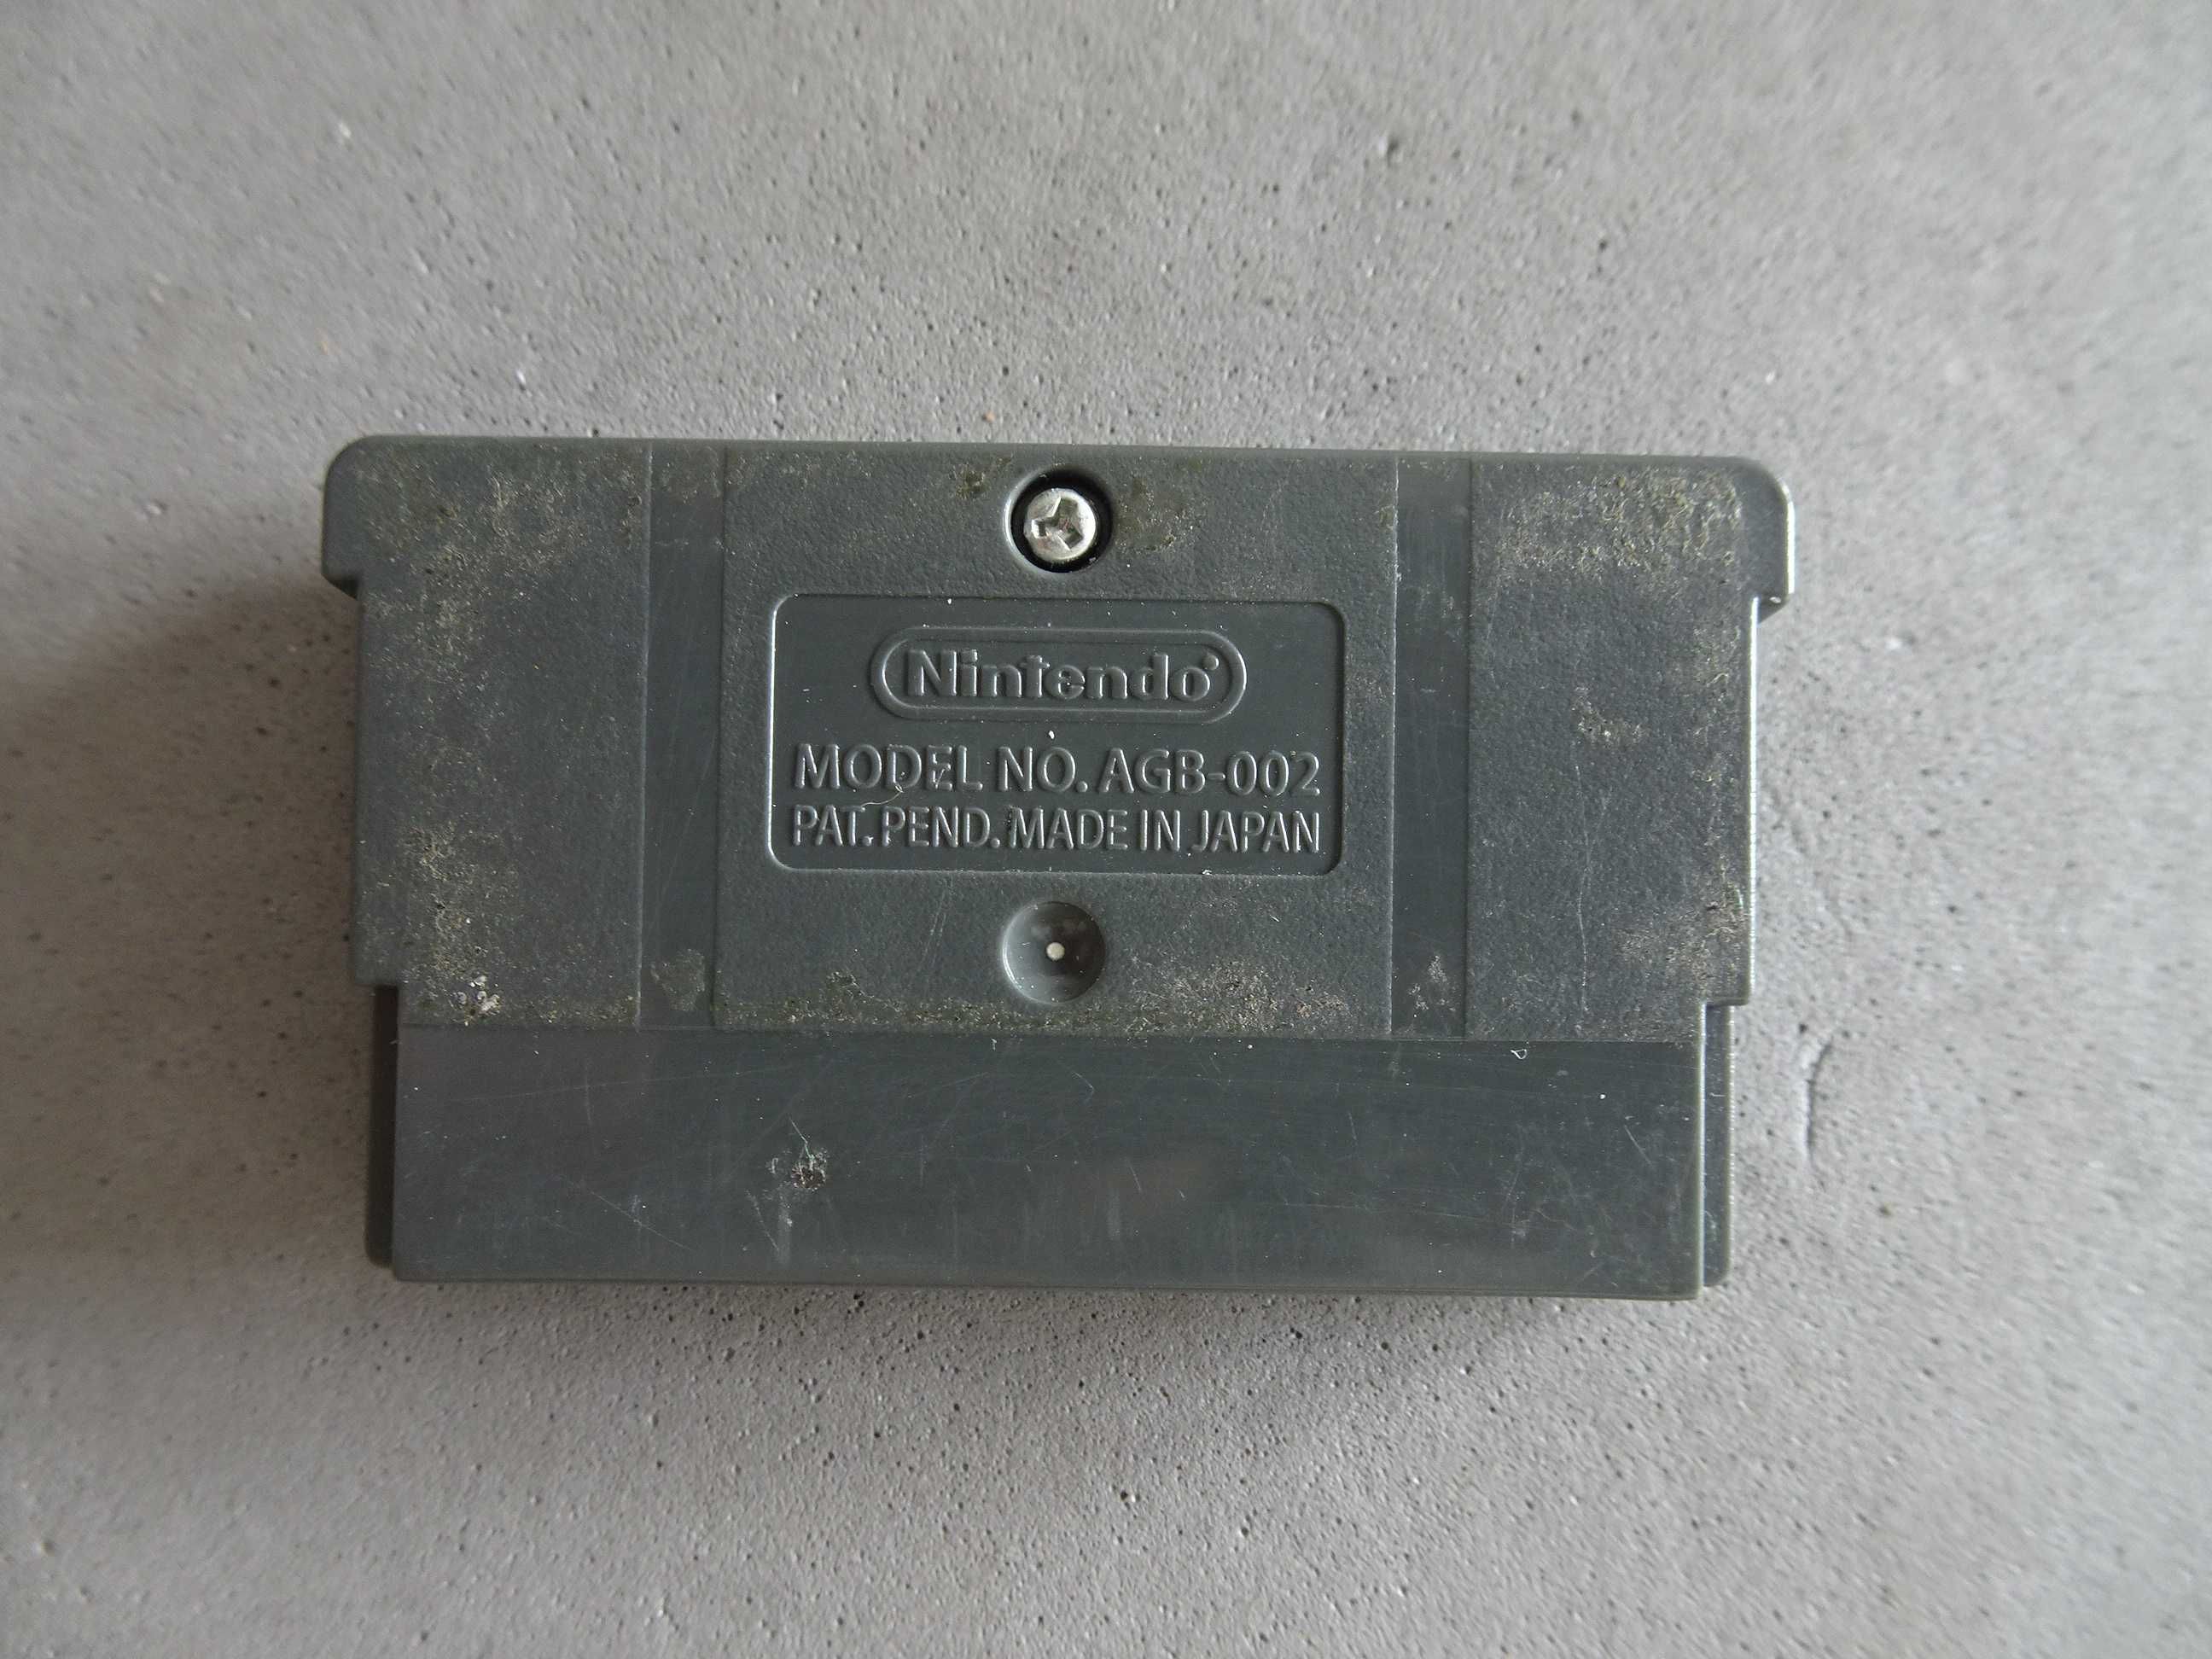 Nintendo
MODEL NO. AGB-002
PAT. PEND. MADE IN JAPAN